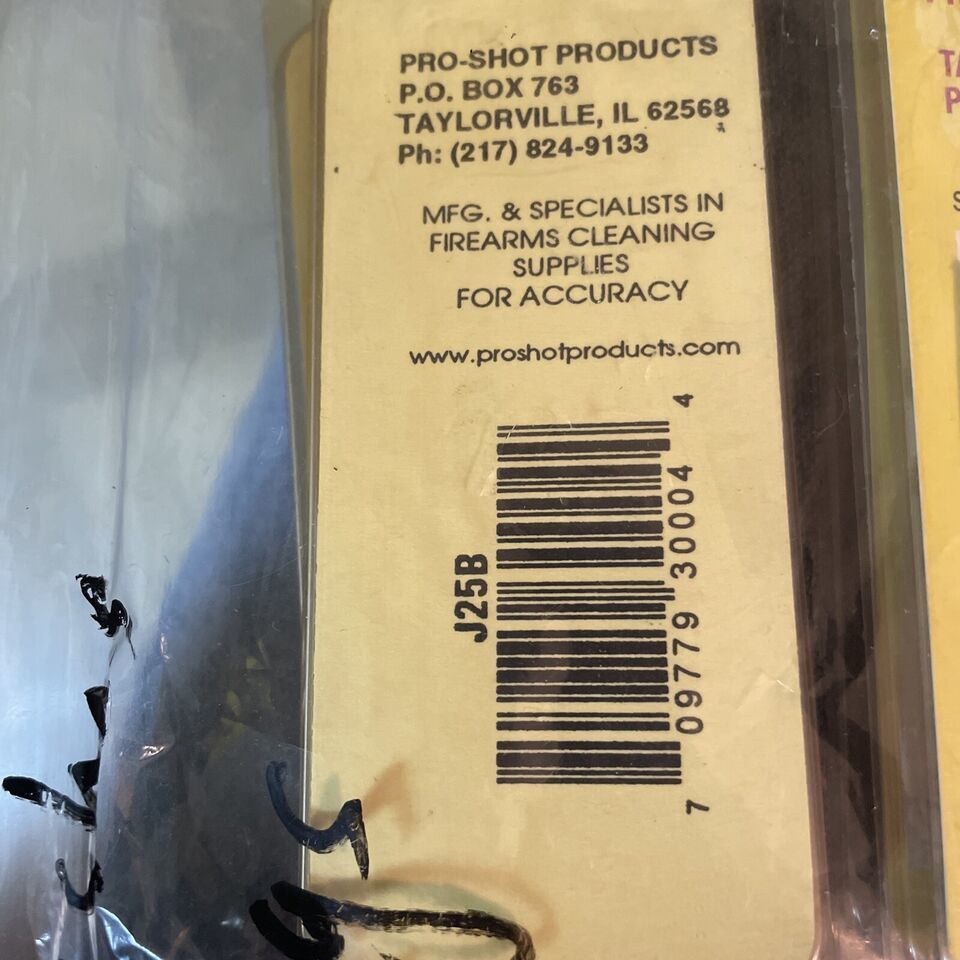 PRO-SHOT PRODUCTS
P.O. BOX 763
TAYLORVILLE, IL 62568
Ph: (217) 824-9133
MFG. & SPECIALISTS IN
FIREARMS CLEANING
SUPPLIES
FOR ACCURACY
www.proshotproducts.com
J25B
7 09779 30004 4